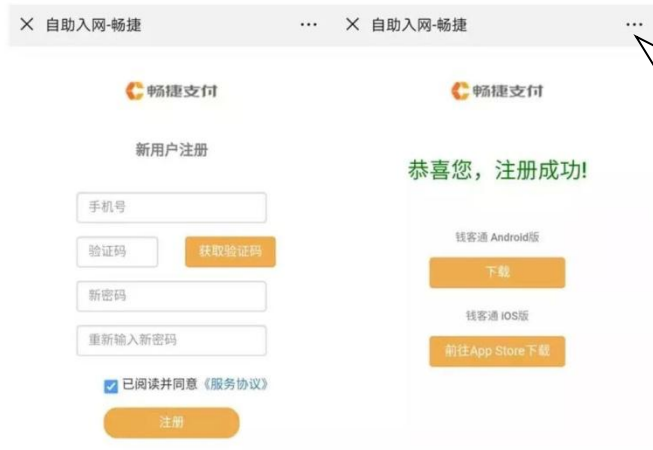 自助入网-畅捷
畅捷支付
新用户注册
手机号
验证码
获取验证码
新密码
重新输入新密码
已阅读并同意《服务协议》
注册
自助入网-畅捷
畅捷支付
恭喜您，注册成功!
钱客通 Android版
下载
钱客通 iOS版
前往App Store下载